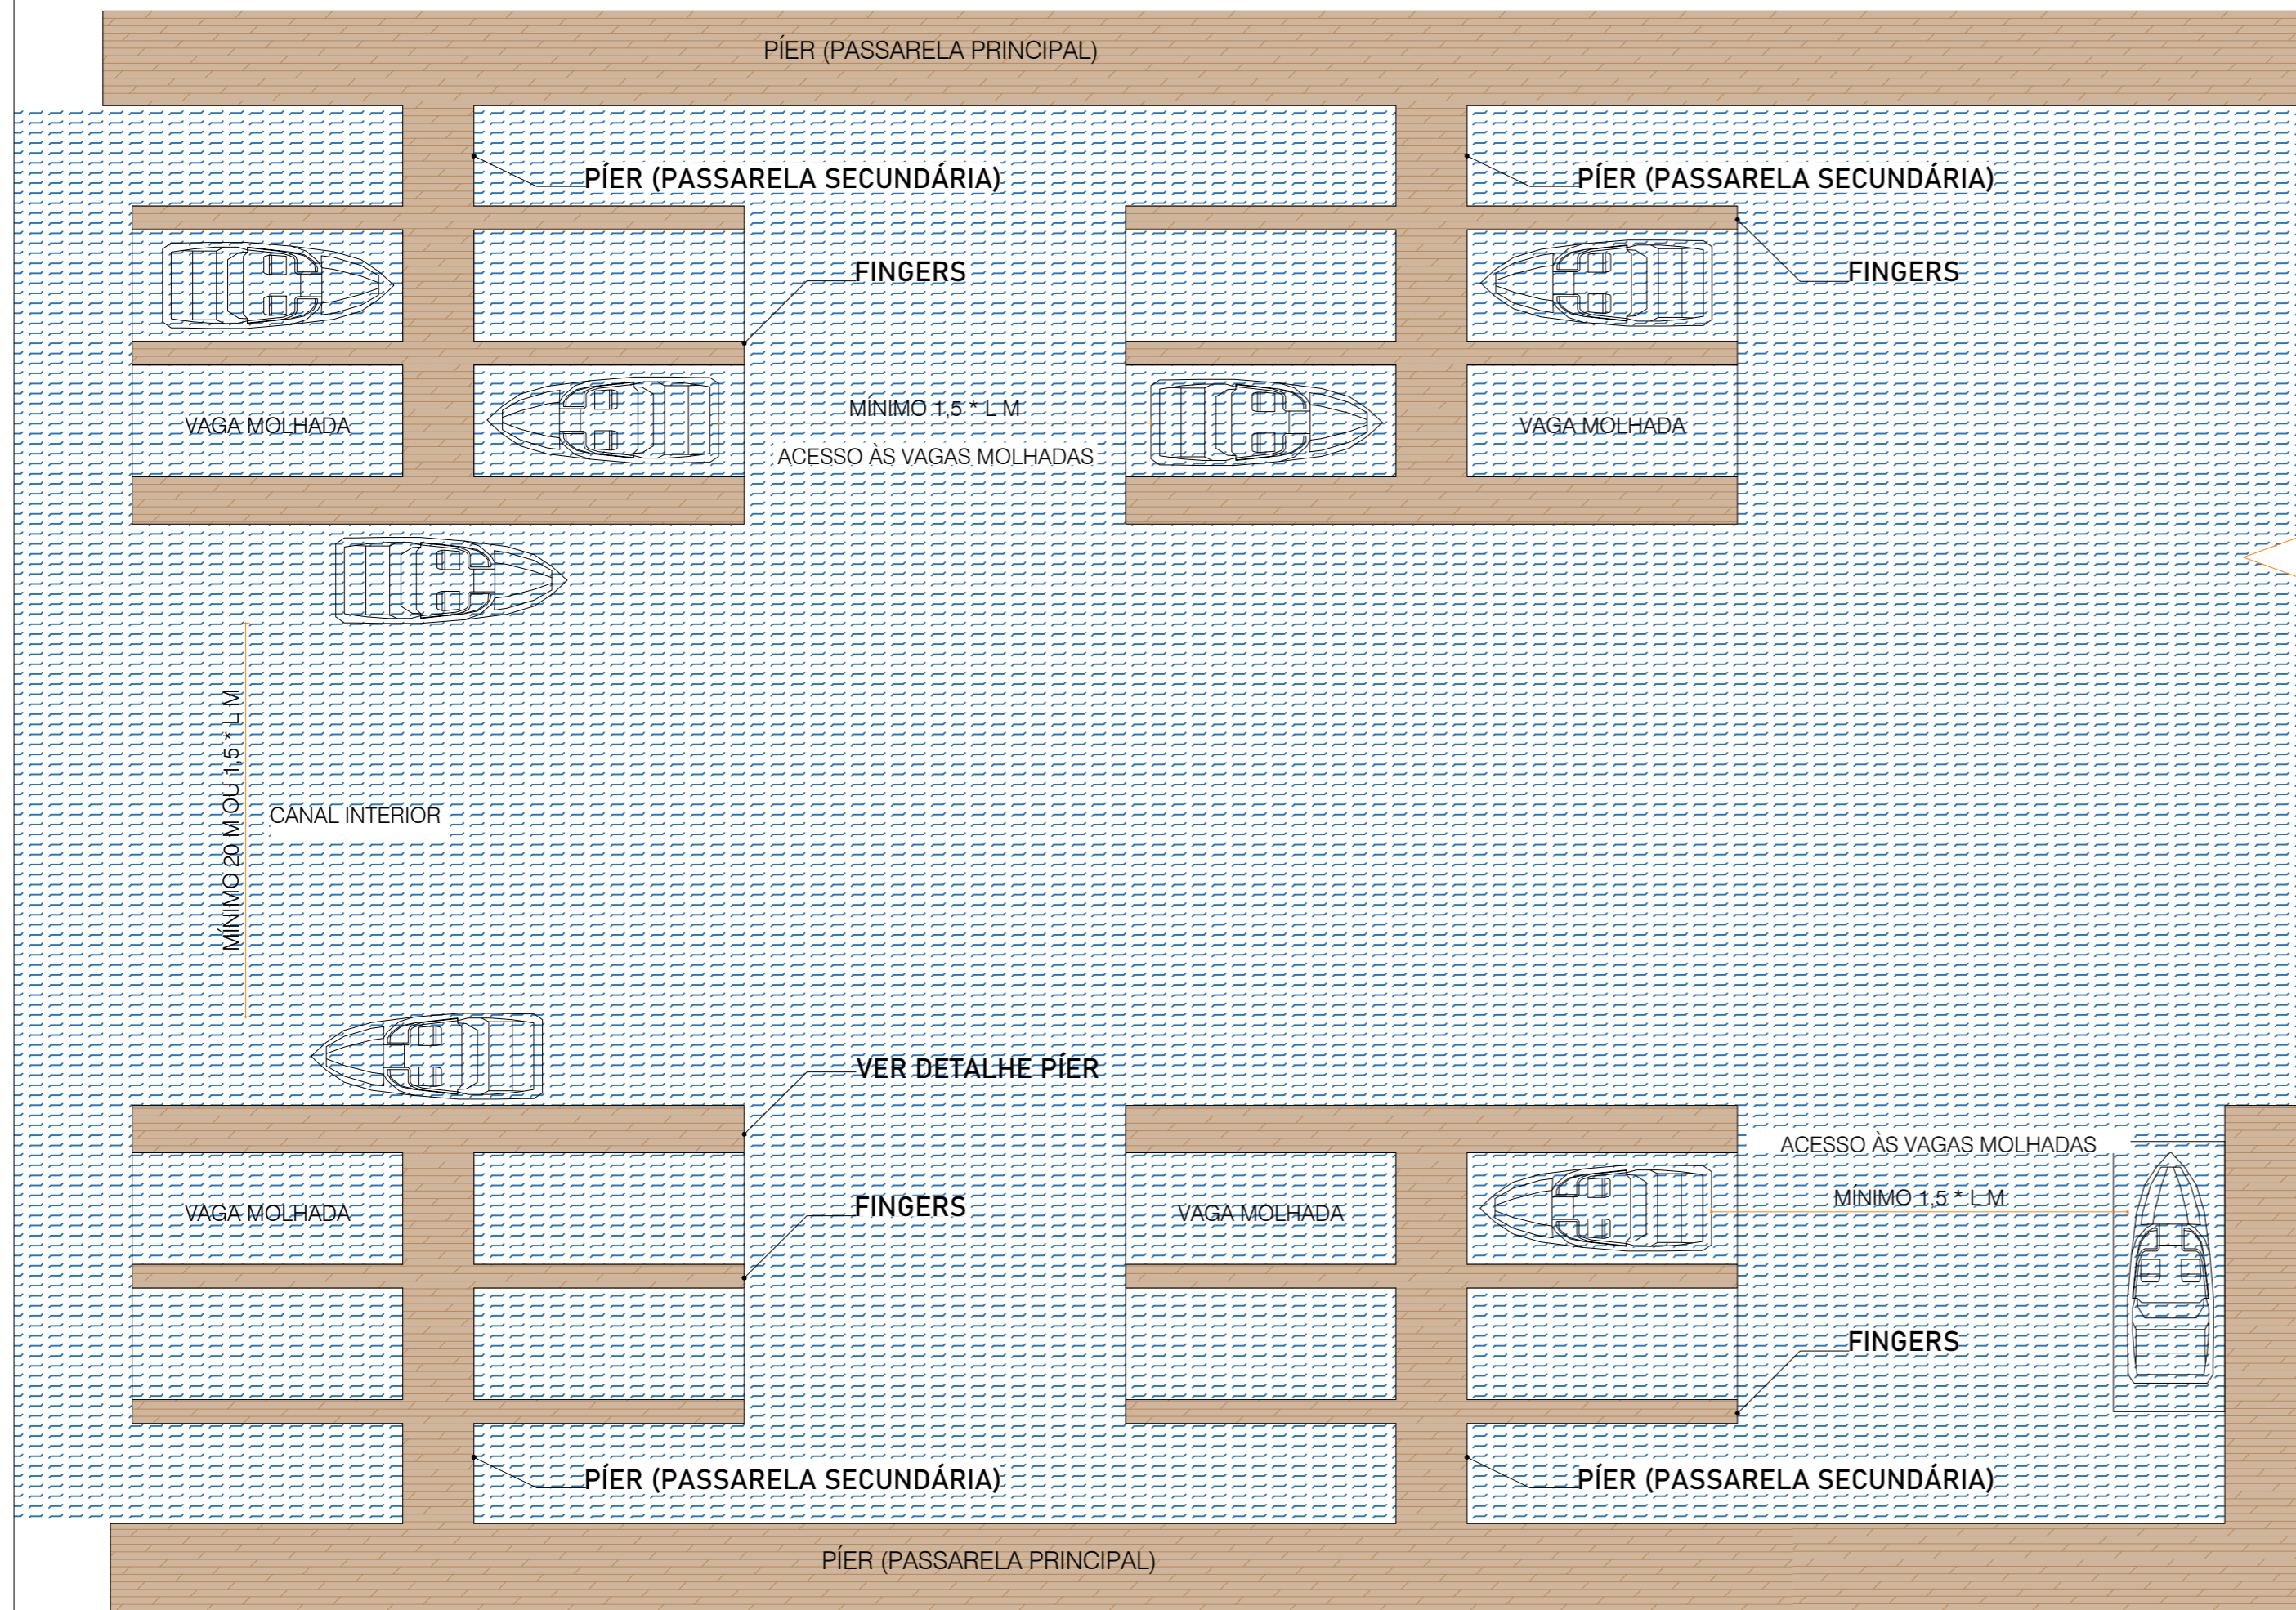 PÍER (PASSARELA PRINCIPAL)
PÍER (PASSARELA SECUNDÁRIA)
PÍER (PASSARELA SECUNDÁRIA)
FINGERS
FINGERS
MÍNIMO 1,5 * L M
VAGA MOLHADA
VAGA MOLHADA
ACESSO ÀS VAGAS MOLHADAS
MÍNIMO 20 M OU 1,5 * L M
CANAL INTERIOR
VER DETALHE PÍER
ACESSO ÀS VAGAS MOLHADAS
MÍNIMO 1,5 * L M
FINGERS
VAGA MOLHADA
VAGA MOLHADA
FINGERS
PÍER (PASSARELA SECUNDÁRIA)
PÍER (PASSARELA SECUNDÁRIA)
PÍER (PASSARELA PRINCIPAL)